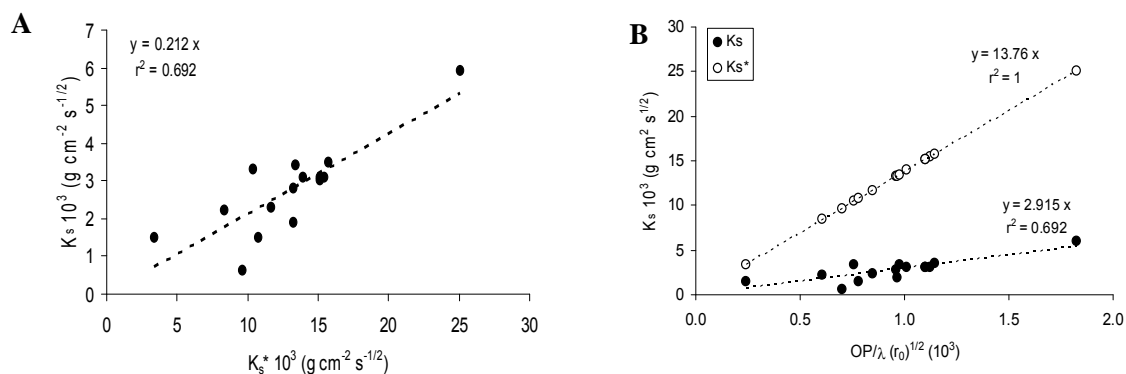 A
y = 0.212 x
r² = 0.692
K s 10³ (g cm⁻² s⁻¹/²)
7
6
5
4
3
2
1
0
0 5 10 15 20 25 30
Kₛ* 10³ (g cm⁻² s⁻¹/²)
B
Ks
Ks*
y = 13.76 x
r² = 1
y = 2.915 x
r² = 0.692
K s 10³ (g cm² s¹/²)
30
25
20
15
10
5
0
0.0 0.5 1.0 1.5 2.0
OP/λ (r₀)¹/² (10³)